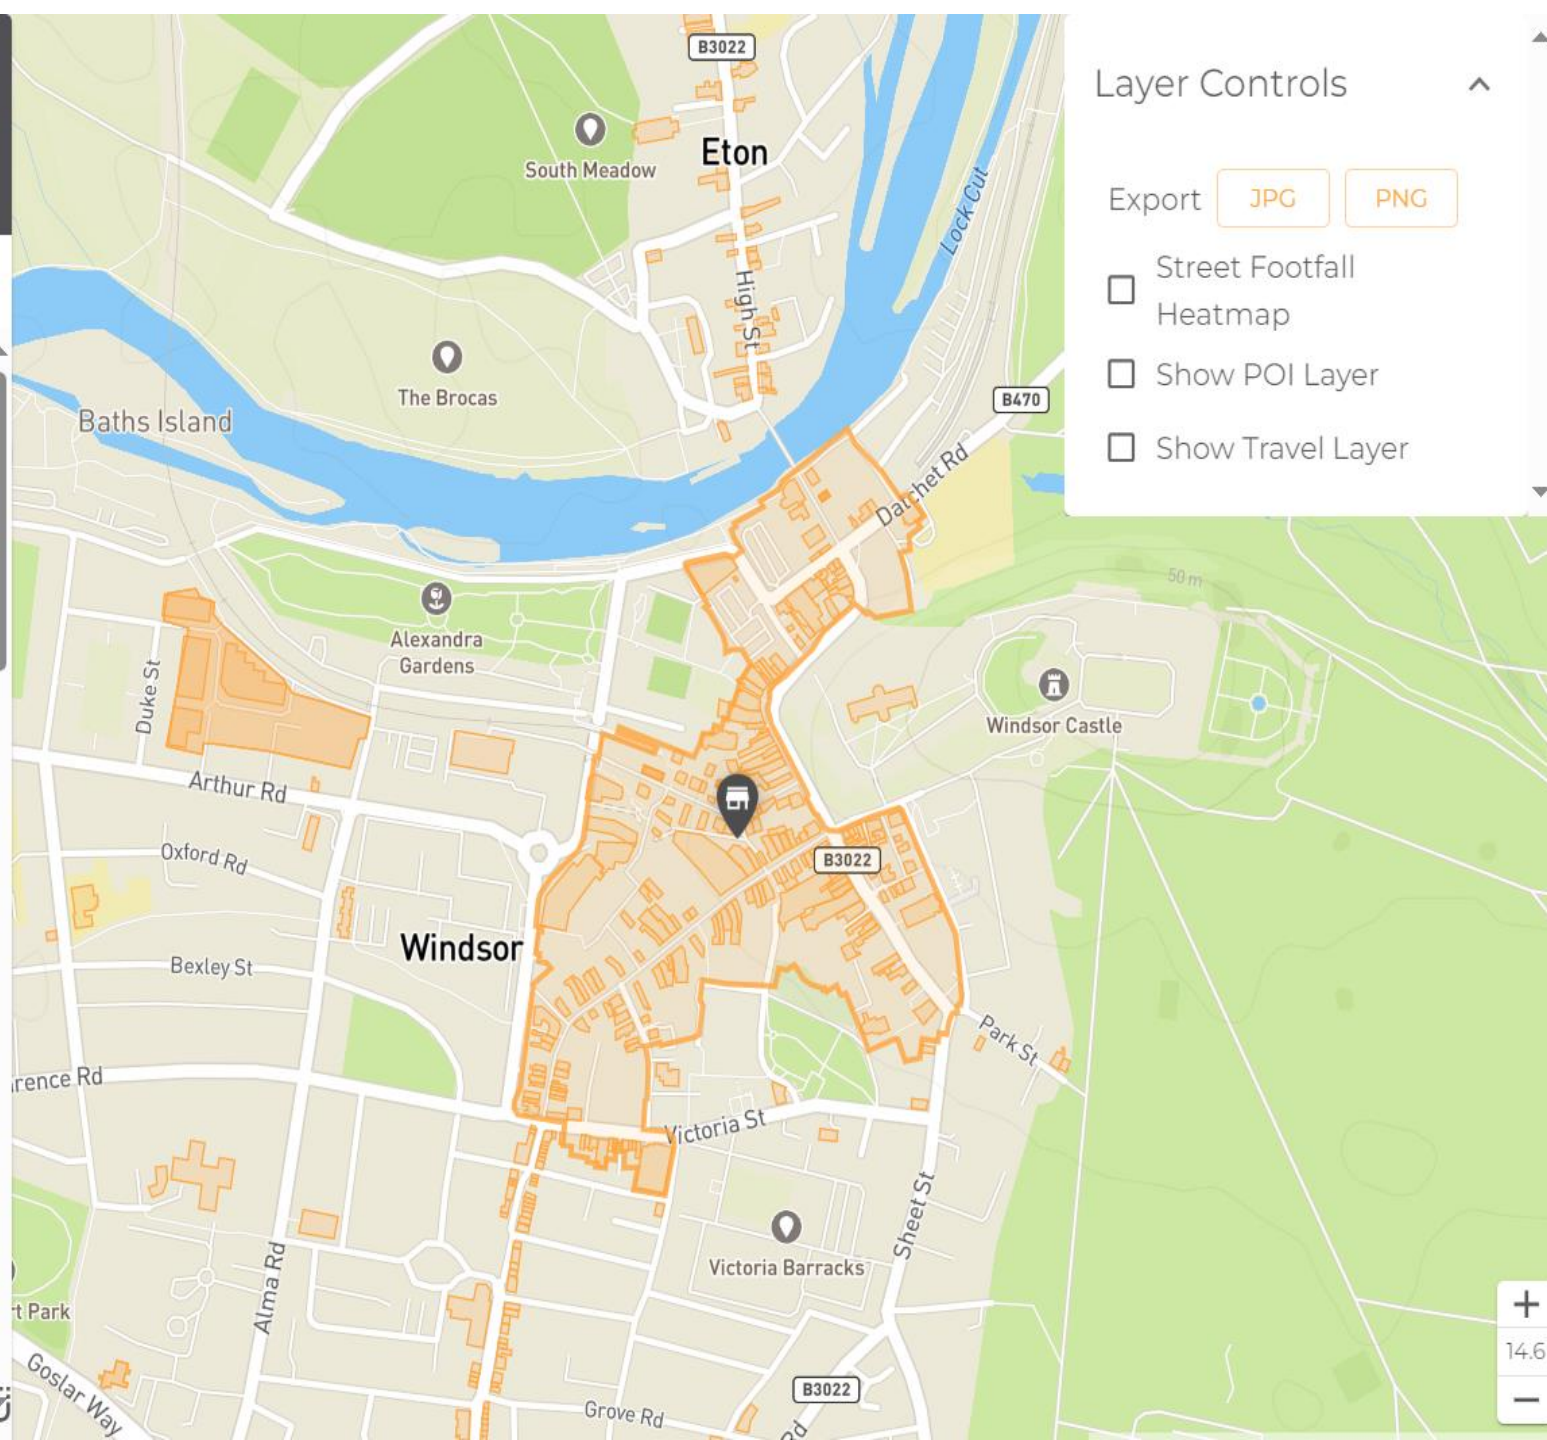 B3022
Layer Controls
Export
JPG
PNG
Street Footfall
Heatmap
Show POI Layer
Show Travel Layer
South Meadow
Eton
Lock Cut
High St
The Brocas
B470
Baths Island
Datchet Rd
50 m
Alexandra
Gardens
Duke St
Windsor Castle
Arthur Rd
B3022
Oxford Rd
Windsor
Bexley St
Park St
rence Rd
Victoria St
Sheet St
Victoria Barracks
Alma Rd
rt Park
14.6
Goslar Way
B3022
Grove Rd
Rd